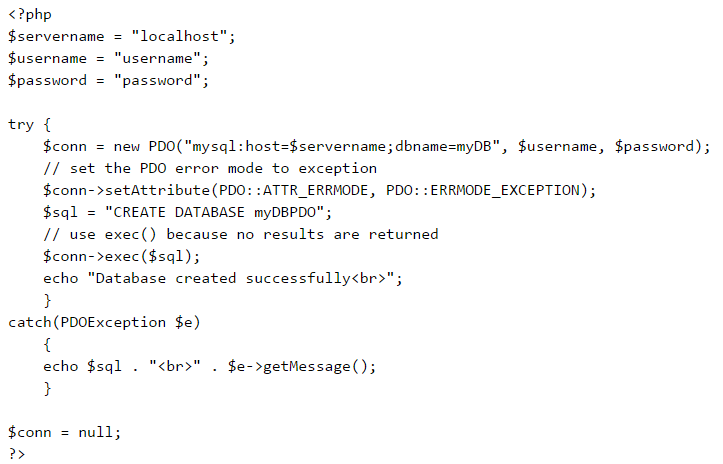 <?php
$servername = "localhost";
$username = "username";
$password = "password";

try {
    $conn = new PDO("mysql:host=$servername;dbname=myDB", $username, $password);
    // set the PDO error mode to exception
    $conn->setAttribute(PDO::ATTR_ERRMODE, PDO::ERRMODE_EXCEPTION);
    $sql = "CREATE DATABASE myDBPDO";
    // use exec() because no results are returned
    $conn->exec($sql);
    echo "Database created successfully<br>";
    }
catch(PDOException $e)
    {
    echo $sql . "<br>" . $e->getMessage();
    }

$conn = null;
?>